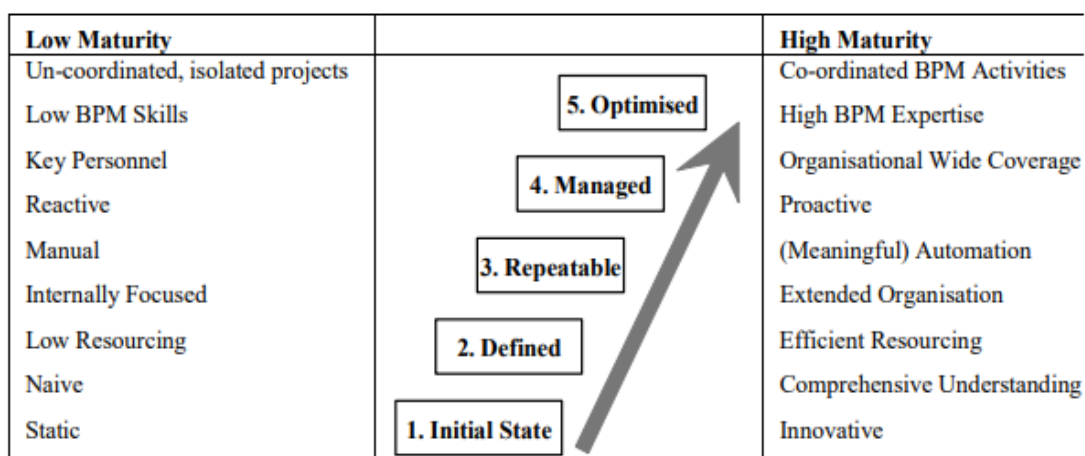 Low Maturity
High Maturity
Un-coordinated, isolated projects
Co-ordinated BPM Activities
5. Optimised
Low BPM Skills
High BPM Expertise
Key Personnel
Organisational Wide Coverage
4. Managed
Reactive
Proactive
Manual
(Meaningful) Automation
3. Repeatable
Internally Focused
Extended Organisation
Low Resourcing
2. Defined
Efficient Resourcing
Naive
Comprehensive Understanding
Static
1. Initial State
Innovative